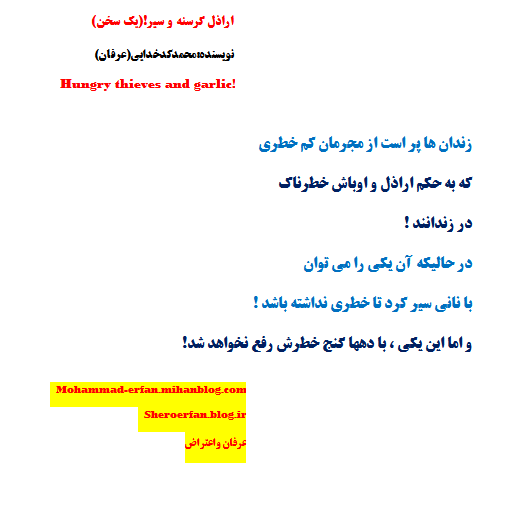 اراذل گرسنه و سیر!(یک سخن)
نویسنده:محمدکدخدایی(عرفان)
Hungry thieves and garlic!
زندان ها پر است از مجرمان کم خطری
که به حکم اراذل و اوباش خطرناک
در زندانند !
در حالیکه آن یکی را می توان
با نانی سیر کرد تا خطری نداشته باشد !
و اما این یکی ، با دهها گنج خطرش رفع نخواهد شد!
Mohammad-erfan.mihanblog.com
Sheroerfan.blog.ir
عرفان واعتراض